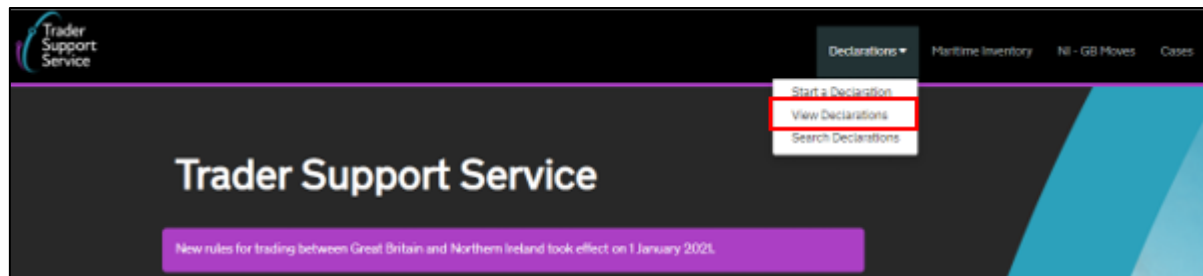 Trader
Support
Service
Declarations
Maritime Inventory
NI - GB Moves
Cases
Start a Declaration
View Declarations
Search Declarations
Trader Support Service
New rules for trading between Great Britain and Northern Ireland took effect on 1 January 2021.